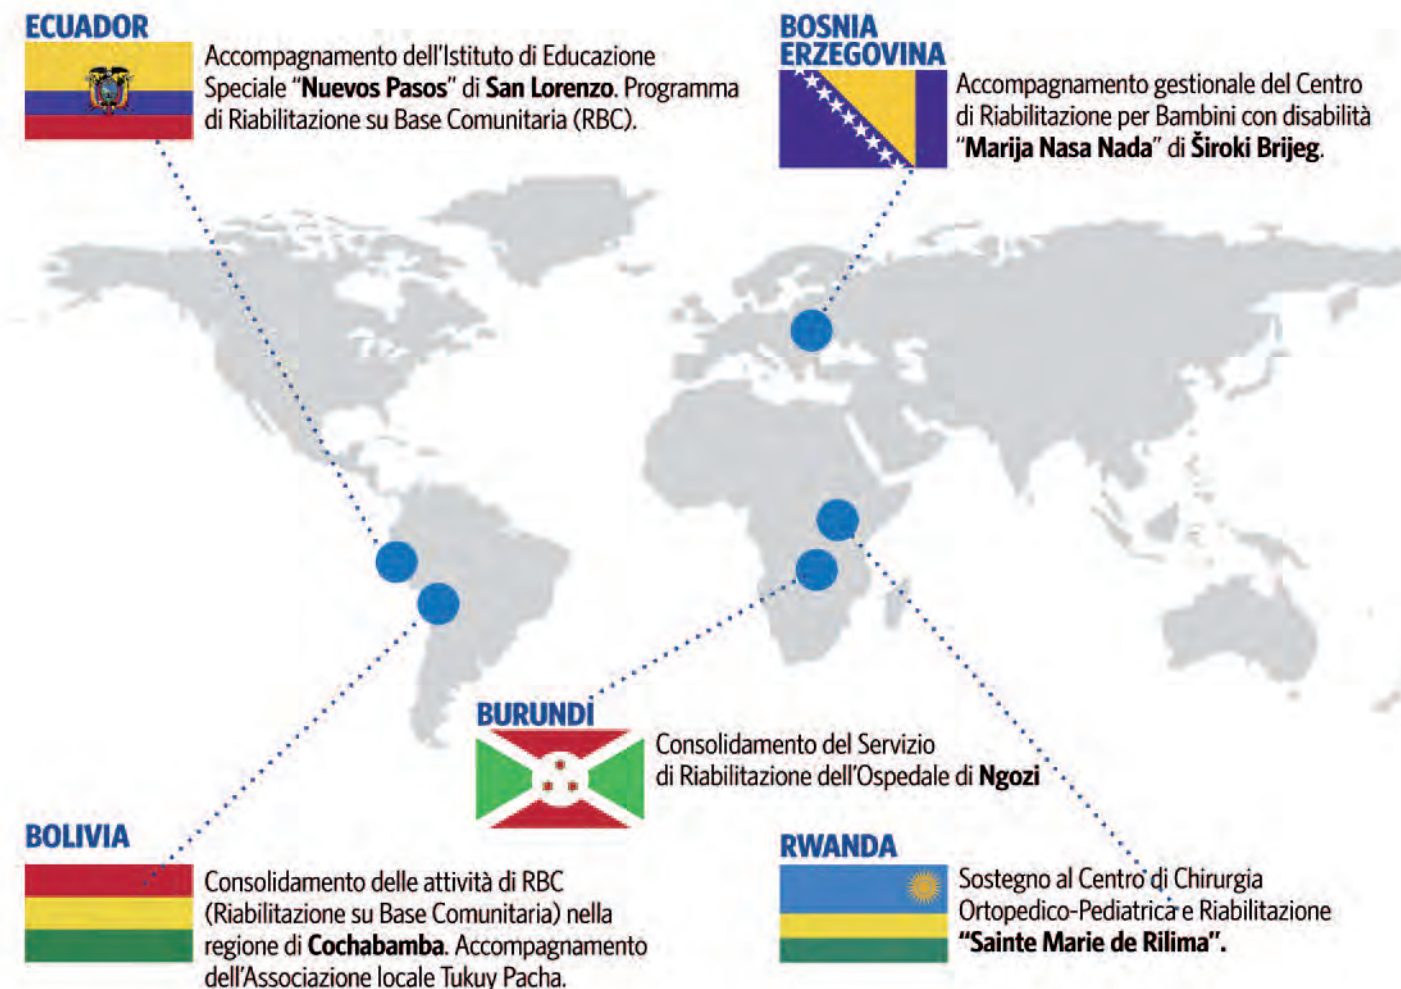 ECUADOR
Accompagnamento dell'Istituto di Educazione
Speciale "Nuevos Pasos" di San Lorenzo. Programma
di Riabilitazione su Base Comunitaria (RBC).
BOSNIA
ERZEGOVINA
Accompagnamento gestionale del Centro
di Riabilitazione per Bambini con disabilità
"Marija Nasa Nada" di Široki Brijeg.
BURUNDI
Consolidamento del Servizio
di Riabilitazione dell'Ospedale di Ngozi
BOLIVIA
Consolidamento delle attività di RBC
(Riabilitazione su Base Comunitaria) nella
regione di Cochabamba. Accompagnamento
dell'Associazione locale Tukuy Pacha.
RWANDA
Sostegno al Centro di Chirurgia
Ortopedico-Pediatrica e Riabilitazione
"Sainte Marie de Rilima".